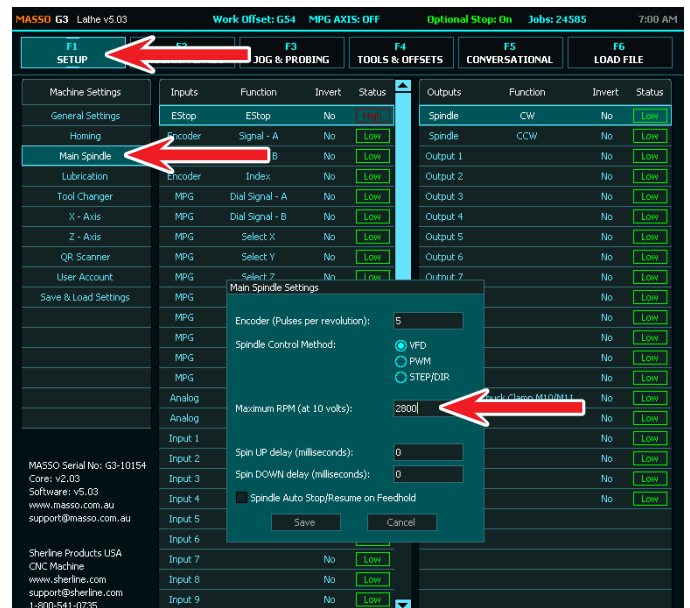 MASSO G3 Lathe v5.03 Work Offset: G54 MPG AXIS: OFF Optional Stop: On Jobs: 24585 7:00 AM
F1 F3 F4 F5 F6
SETUP JOG & PROBING TOOLS & OFFSETS CONVERSATIONAL LOAD FILE
Machine Settings Inputs Function Invert Status Outputs Function Invert Status
General Settings EStop EStop No High Spindle CW No Low
Homing Encoder Signal - A No Low Spindle CCW No Low
Main Spindle B No Low Output 1 No Low
Lubrication Encoder Index No Low Output 2 No Low
Tool Changer MPG Dial Signal - A No Low Output 3 No Low
X - Axis MPG Dial Signal - B No Low Output 4 No Low
Z - Axis MPG Select X No Low Output 5 No Low
QR Scanner MPG Select Y No Low Output 6 No Low
User Account MPG Select Z No Low Output 7 No Low
Save & Load Settings MPG No Low
MPG No Low
MPG No Low
MPG No Low
MPG No Low
Analog Chuck Clamp M10/M11 No Low
Analog No Low
Input 1 No Low
Input 2 No Low
Input 3 No Low
Input 4 No Low
Input 5
Input 6
Input 7 No Low
Input 8 No Low
Input 9 No Low
Main Spindle Settings
Encoder (Pulses per revolution): 5
Spindle Control Method: VFD
PWM
STEP/DIR
Maximum RPM (at 10 volts): 2800
Spin UP delay (milliseconds): 0
Spin DOWN delay (milliseconds): 0
Spindle Auto Stop/Resume on Feedhold
Save Cancel
MASSO Serial No: G3-10154
Core: v2.03
Software: v5.03
www.masso.com.au
support@masso.com.au
Sherline Products USA
CNC Machine
www.sherline.com
support@sherline.com
1-800-541-0735